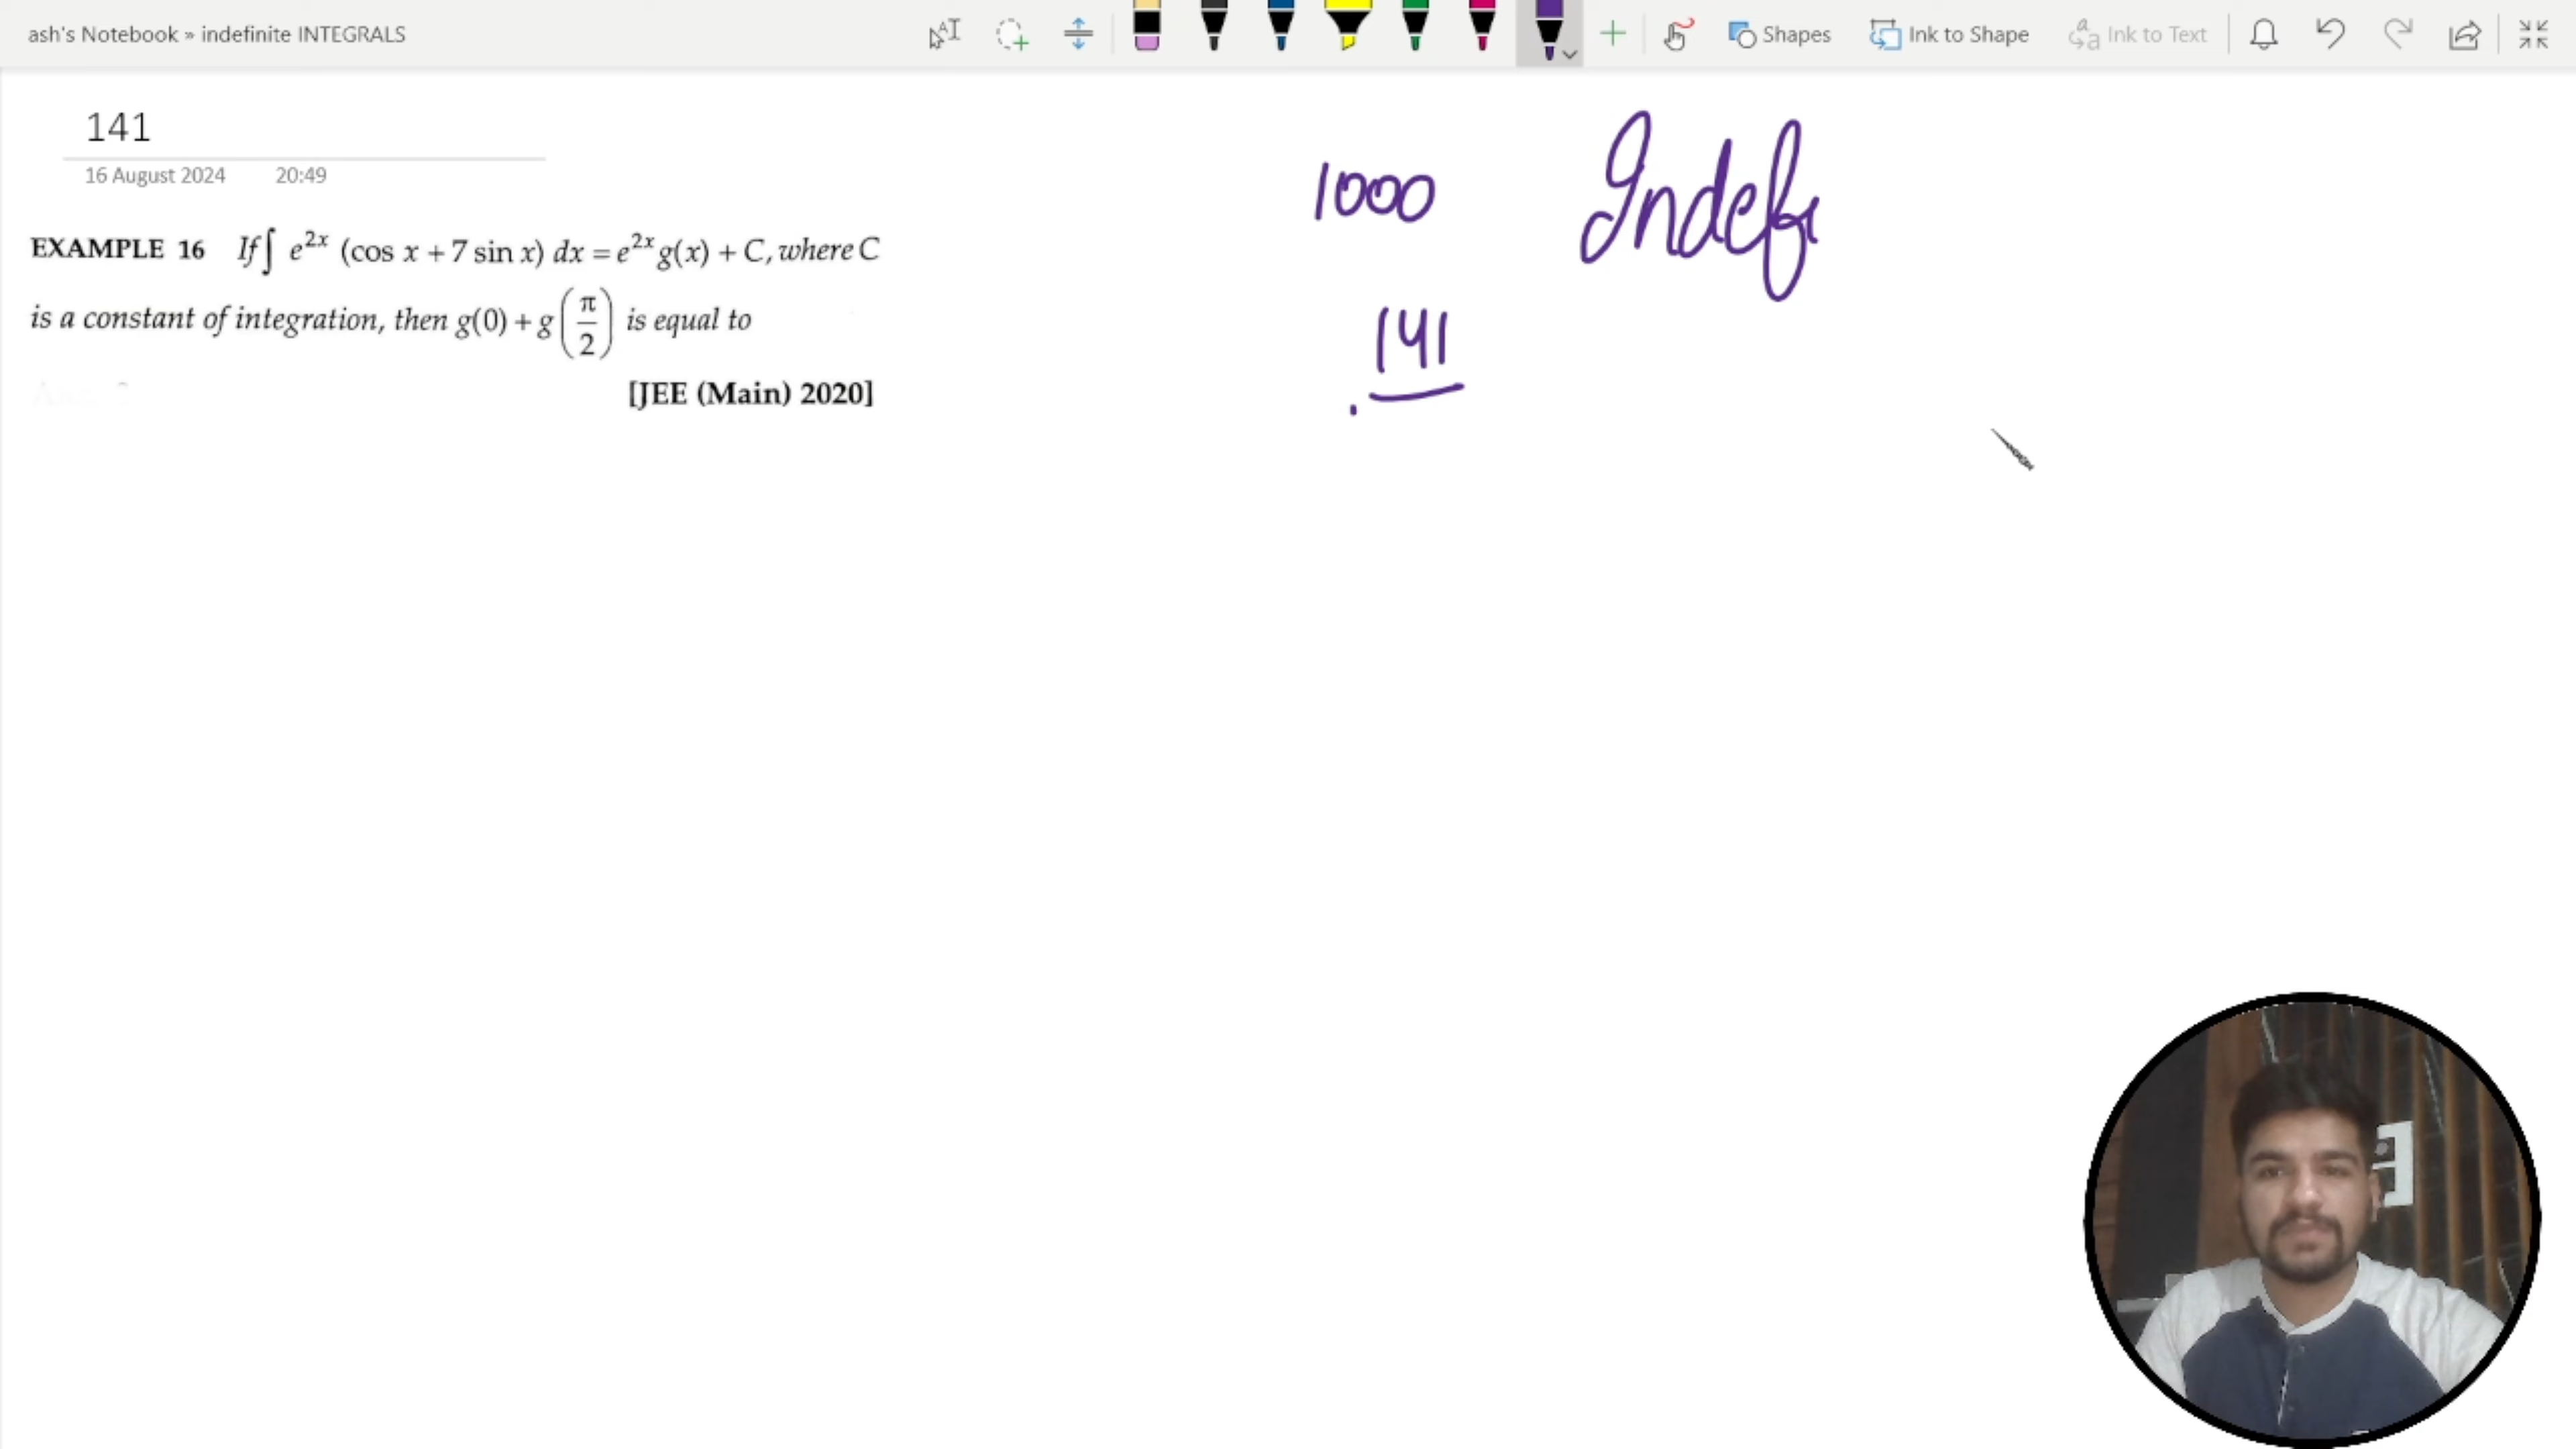 ash's Notebook » indefinite INTEGRALS
Shapes
Ink to Shape
Ink to Text
141
16 August 2024 20:49
EXAMPLE 16 If ∫ e^{2x} (cos x + 7 sin x) dx = e^{2x} g(x) + C, where C
is a constant of integration, then g(0) + g(π/2) is equal to
[JEE (Main) 2020]
1000 Indefi
141